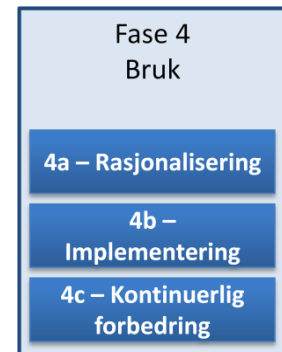 Fase 4
Bruk
4a – Rasjonalisering
4b –
Implementering
4c – Kontinuerlig
forbedring